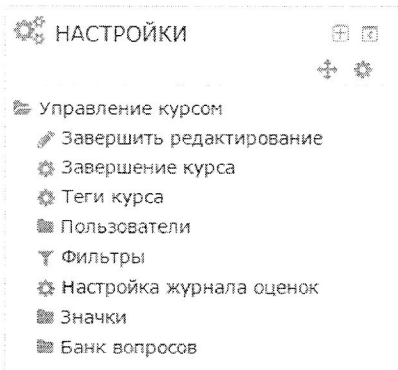 НАСТРОЙКИ
Управление курсом
Завершить редактирование
Завершение курса
Теги курса
Пользователи
Фильтры
Настройка журнала оценок
Значки
Банк вопросов